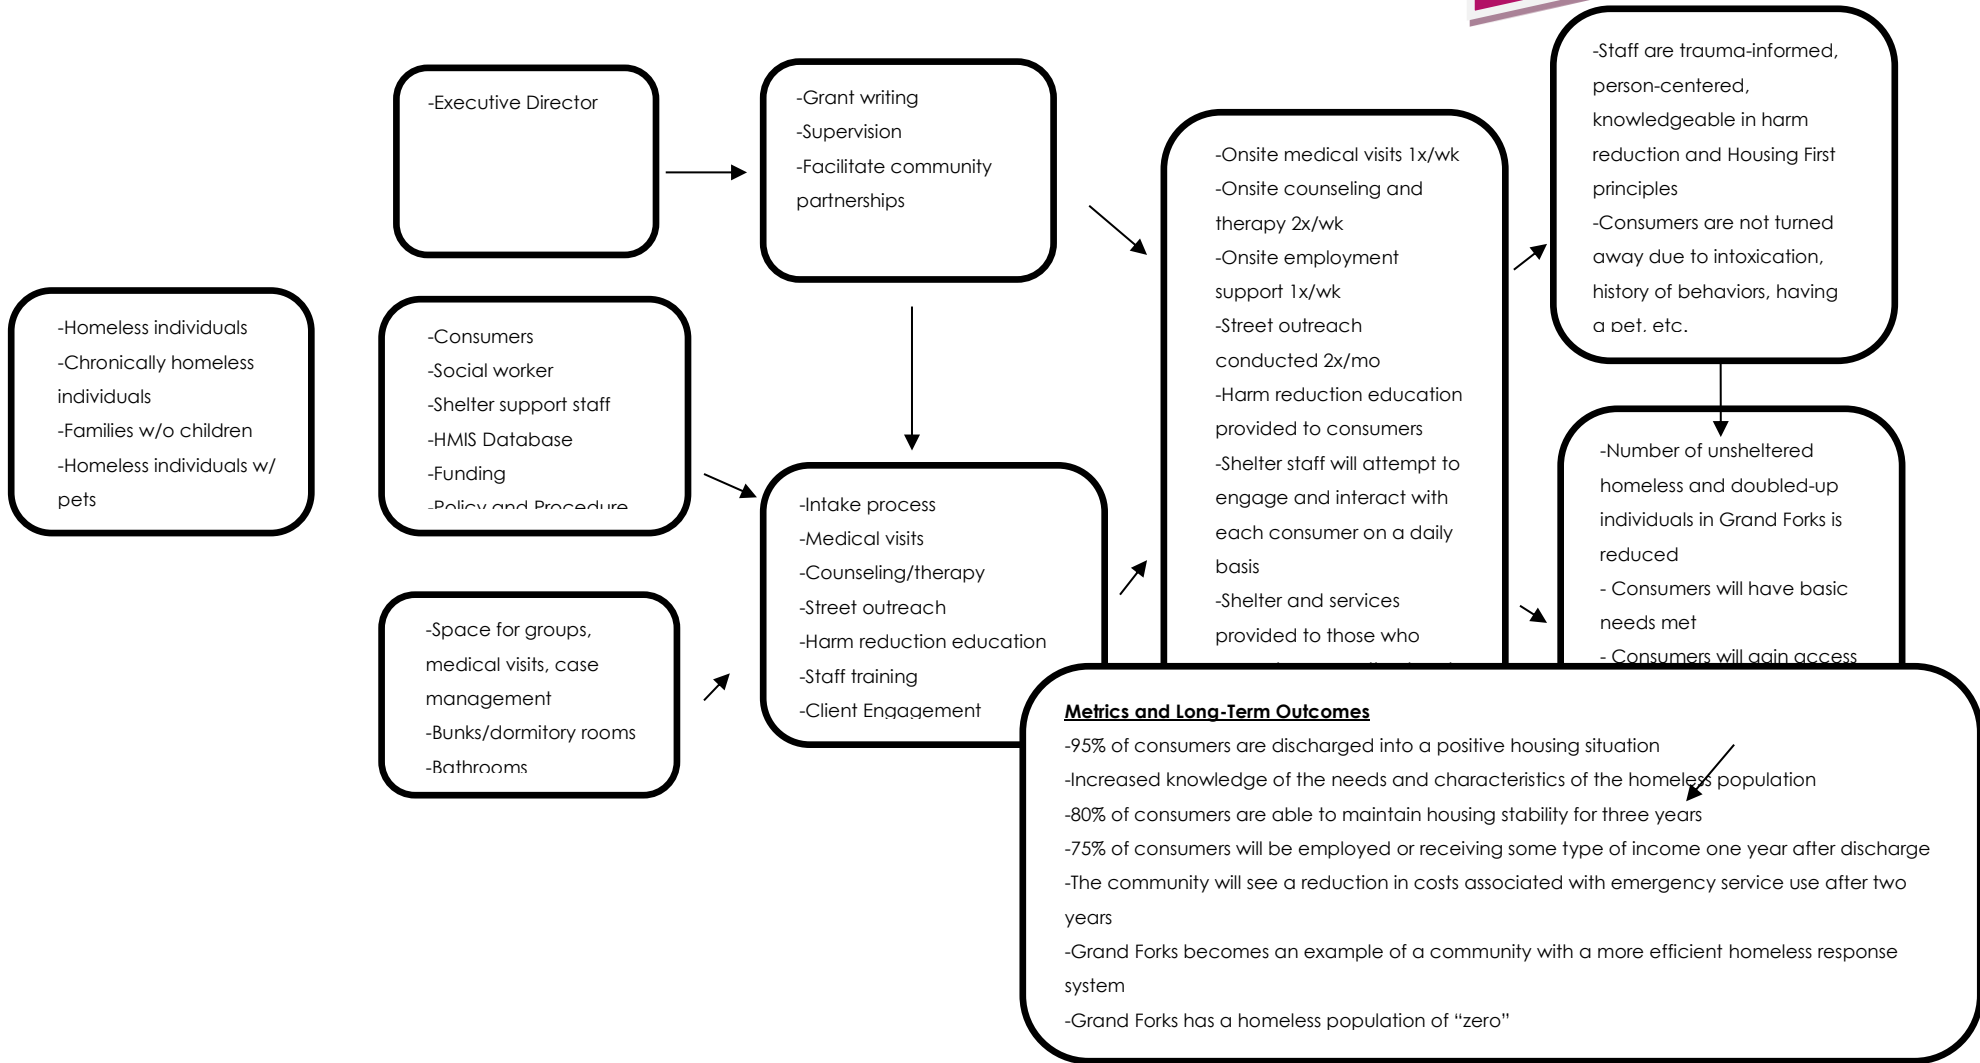 -Homeless individuals
-Chronically homeless
individuals
-Families w/o children
-Homeless individuals w/
pets
-Executive Director
-Consumers
-Social worker
-Shelter support staff
-HMIS Database
-Funding
-Policy and Procedure
-Space for groups,
medical visits, case
management
-Bunks/dormitory rooms
-Bathrooms
-Grant writing
-Supervision
-Facilitate community
partnerships
-Intake process
-Medical visits
-Counseling/therapy
-Street outreach
-Harm reduction education
-Staff training
-Client Engagement
-Onsite medical visits 1x/wk
-Onsite counseling and
therapy 2x/wk
-Onsite employment
support 1x/wk
-Street outreach
conducted 2x/mo
-Harm reduction education
provided to consumers
-Shelter staff will attempt to
engage and interact with
each consumer on a daily
basis
-Shelter and services
provided to those who
-Staff are trauma-informed,
person-centered,
knowledgeable in harm
reduction and Housing First
principles
-Consumers are not turned
away due to intoxication,
history of behaviors, having
a pet, etc.
-Number of unsheltered
homeless and doubled-up
individuals in Grand Forks is
reduced
- Consumers will have basic
needs met
- Consumers will gain access
Metrics and Long-Term Outcomes
-95% of consumers are discharged into a positive housing situation
-Increased knowledge of the needs and characteristics of the homeless population
-80% of consumers are able to maintain housing stability for three years
-75% of consumers will be employed or receiving some type of income one year after discharge
-The community will see a reduction in costs associated with emergency service use after two
years
-Grand Forks becomes an example of a community with a more efficient homeless response
system
-Grand Forks has a homeless population of “zero”